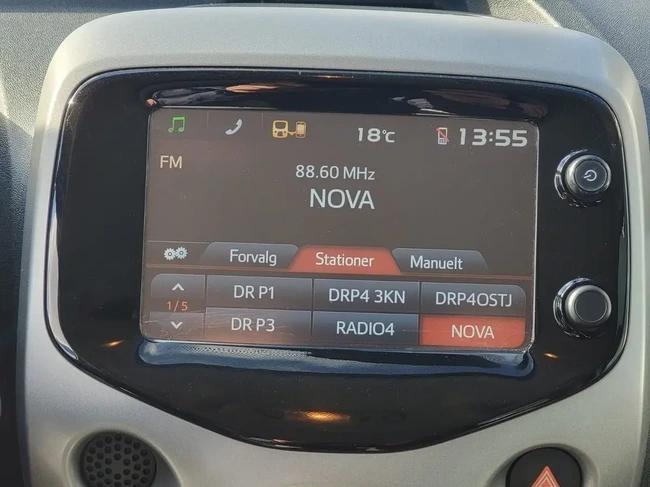 18°C 13:55
FM
88.60 MHz
NOVA
Forvalg Stationer Manuelt
DR P1 DRP4 3KN DRP4OSTJ
1/5
DR P3 RADIO4 NOVA